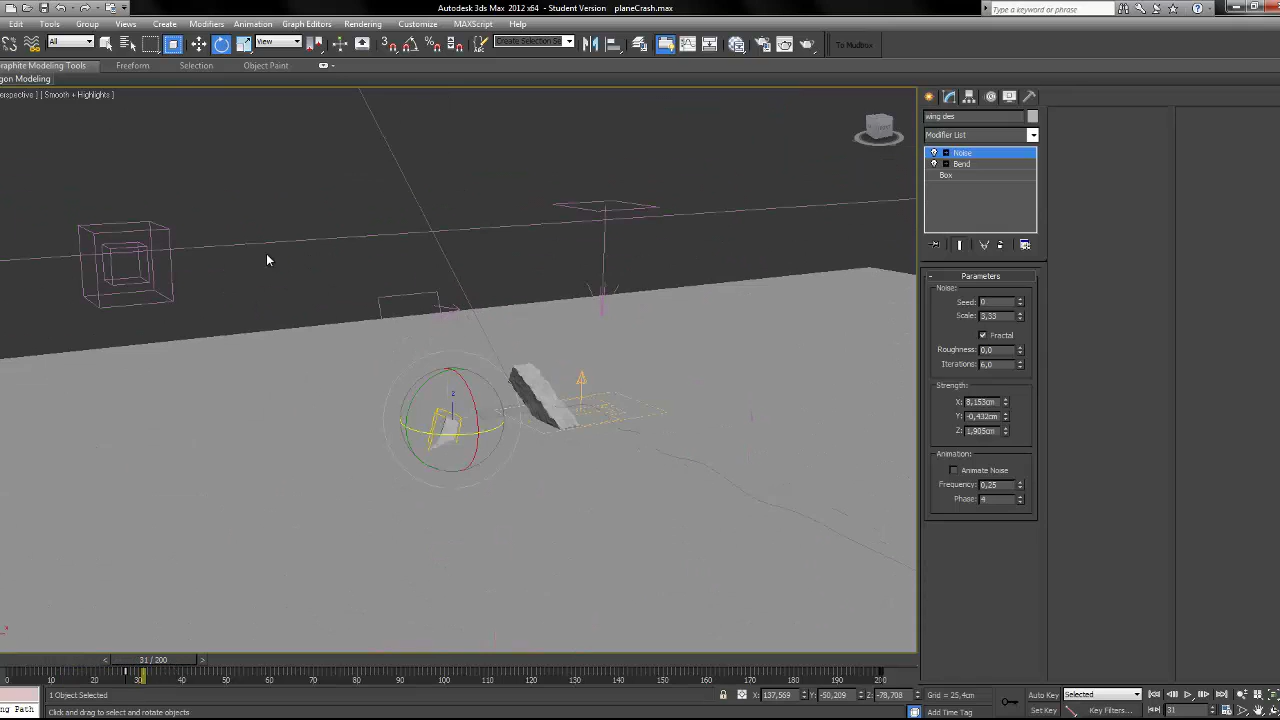 Autodesk 3ds Max 2012 x64 - Student Version planeCrash.max
Type a keyword or phrase
Edit Tools Group Views Create Modifiers Animation Graph Editors Rendering Customize MAXScript Help
All
View
Create Selection Se
To Mudbox
raphite Modeling Tools Freeform Selection Object Paint
gon Modeling
erspective ] [ Smooth + Highlights ]
wing des
Modifier List
Noise
Bend
Box
Parameters
Noise:
Seed: 0
Scale: 3,33
Fractal
Roughness: 0,0
Iterations: 6,0
Strength:
X: 8,153cm
Y: -0,432cm
Z: 1,905cm
Animation:
Animate Noise
Frequency: 0,25
Phase: 4
z
x
31 / 200
0 10 20 30 40 50 60 70 80 90 100 110 120 130 140 150 160 170 180 190 200
1 Object Selected
X: 137,569 Y: -50,209 Z: -78,708 Grid = 25,4cm
Auto Key Selected
ng Path
Click and drag to select and rotate objects
Add Time Tag
Set Key Key Filters... 31